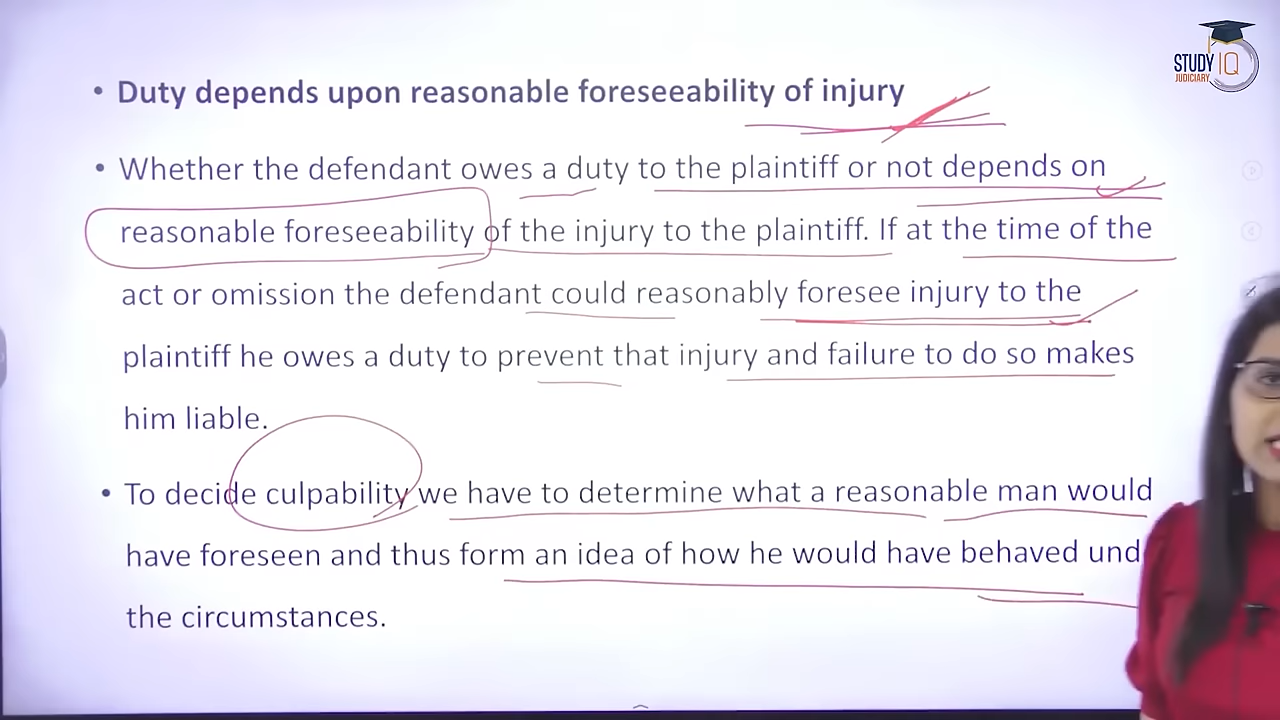 STUDY IQ
JUDICIARY
• Duty depends upon reasonable foreseeability of injury
• Whether the defendant owes a duty to the plaintiff or not depends on
reasonable foreseeability of the injury to the plaintiff. If at the time of the
act or omission the defendant could reasonably foresee injury to the
plaintiff he owes a duty to prevent that injury and failure to do so makes
him liable.
• To decide culpability we have to determine what a reasonable man would
have foreseen and thus form an idea of how he would have behaved und
the circumstances.